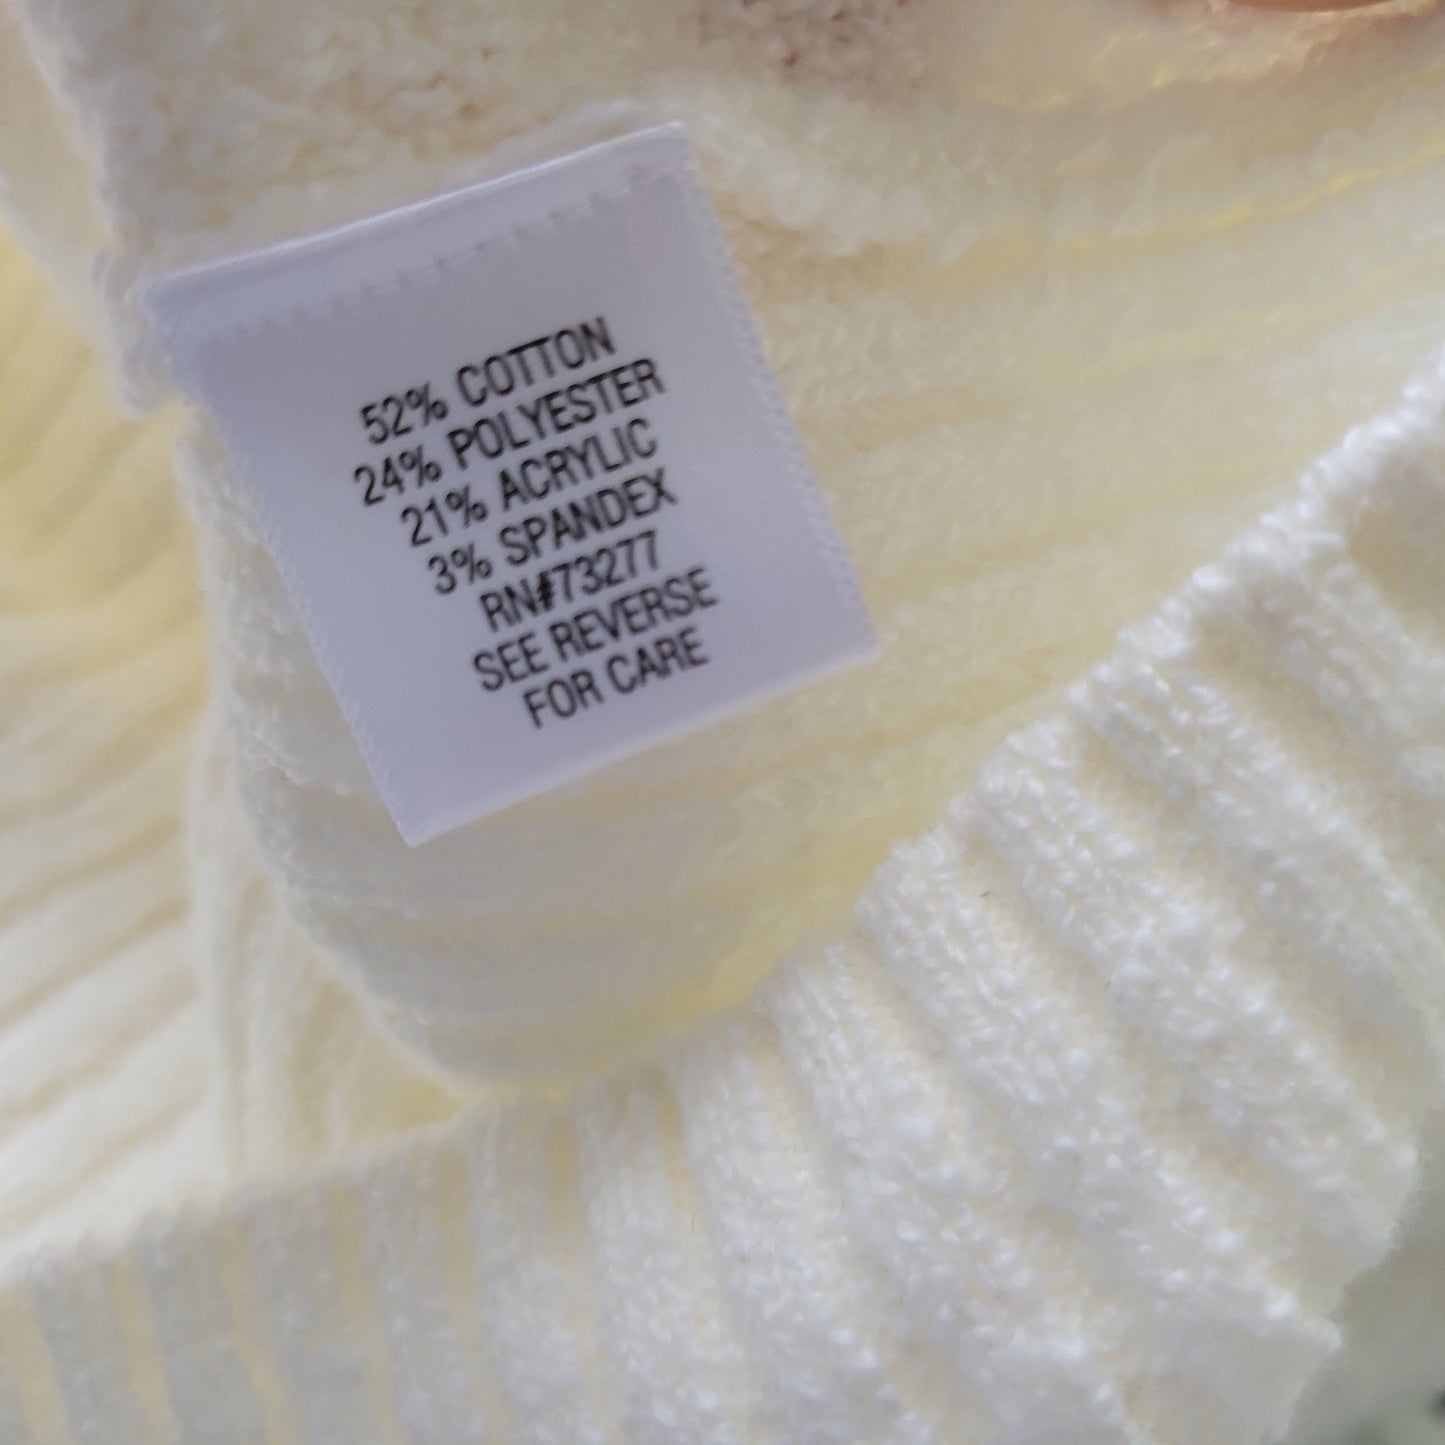 52% COTTON
24% POLYESTER
21% ACRYLIC
3% SPANDEX
RN#73277
SEE REVERSE
FOR CARE